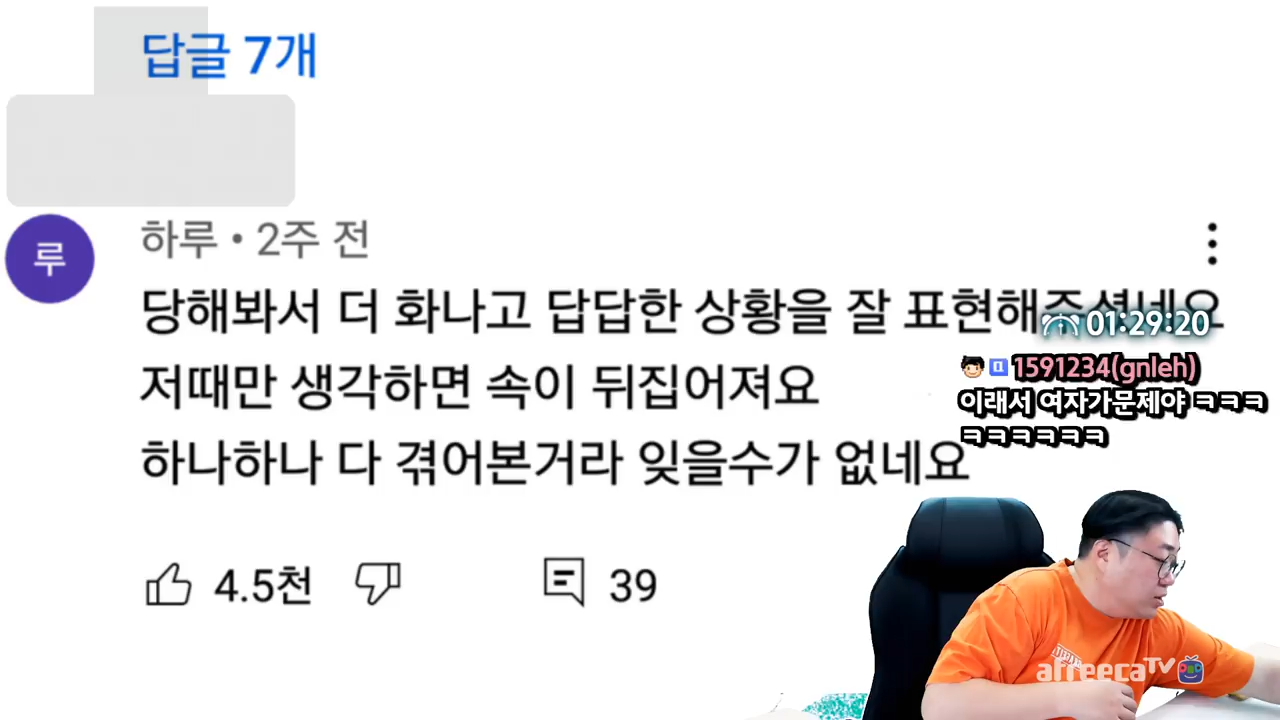 답글 7개
루
하루 • 2주 전
당해봐서 더 화나고 답답한 상황을 잘 표현해주셨네요
01:29:20
저때만 생각하면 속이 뒤집어져요
1591234(gnleh)
이래서 여자가문제야 ㅋㅋㅋ
ㅋㅋㅋㅋㅋㅋ
하나하나 다 겪어본거라 잊을수가 없네요
4.5천
39
afreecaTV